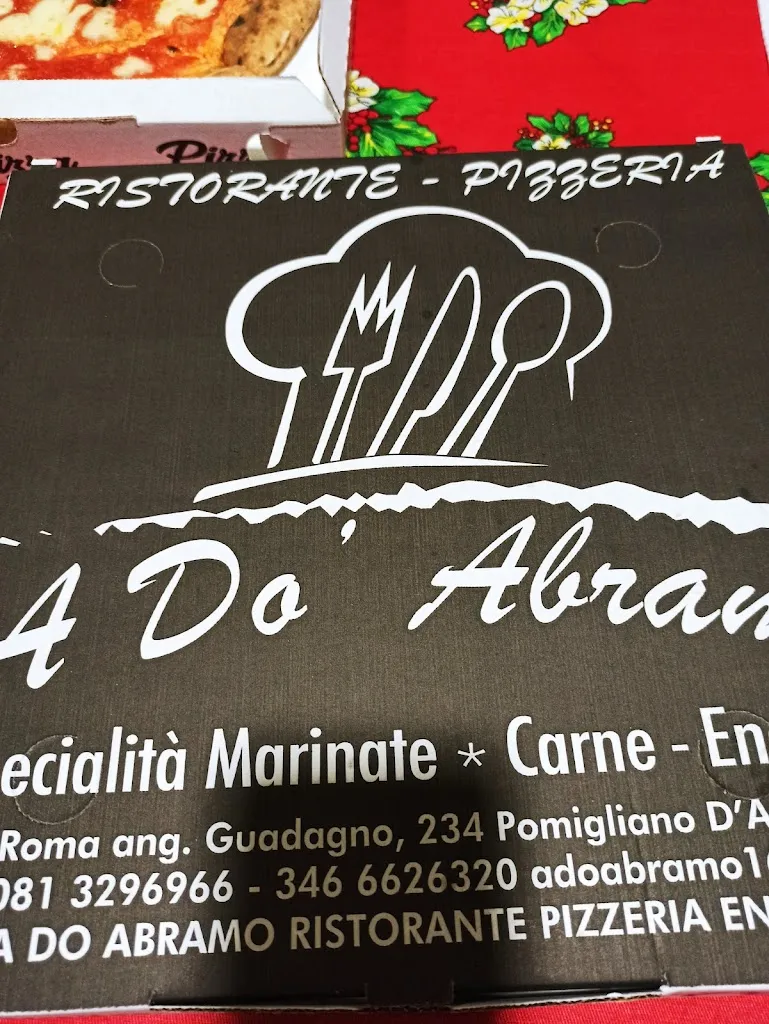 Pizza
RISTORANTE - PIZZERIA
A Do' Abram
ecialità Marinate * Carne - En
Roma ang. Guadagno, 234 Pomigliano D'A
081 3296966 - 346 6626320 adoabramo1
A DO ABRAMO RISTORANTE PIZZERIA EN